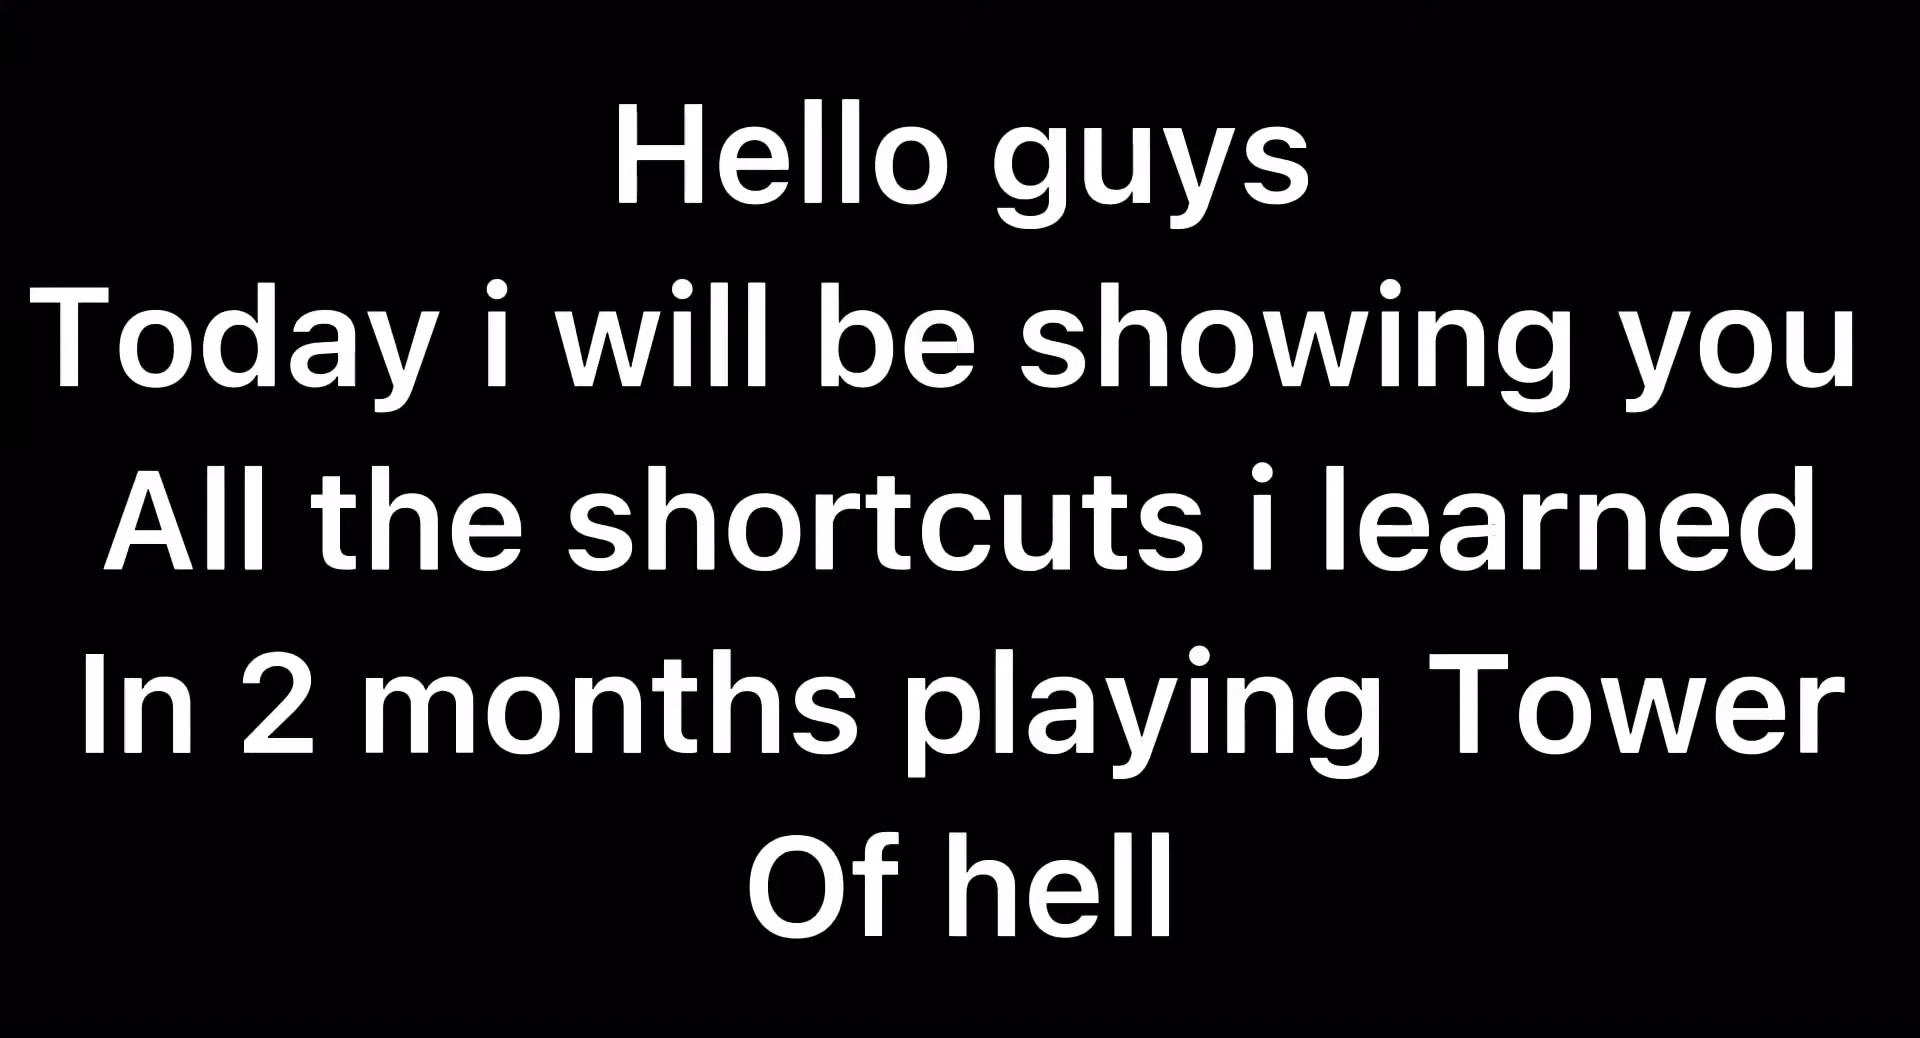 Hello guys
Today i will be showing you
All the shortcuts i learned
In 2 months playing Tower
Of hell